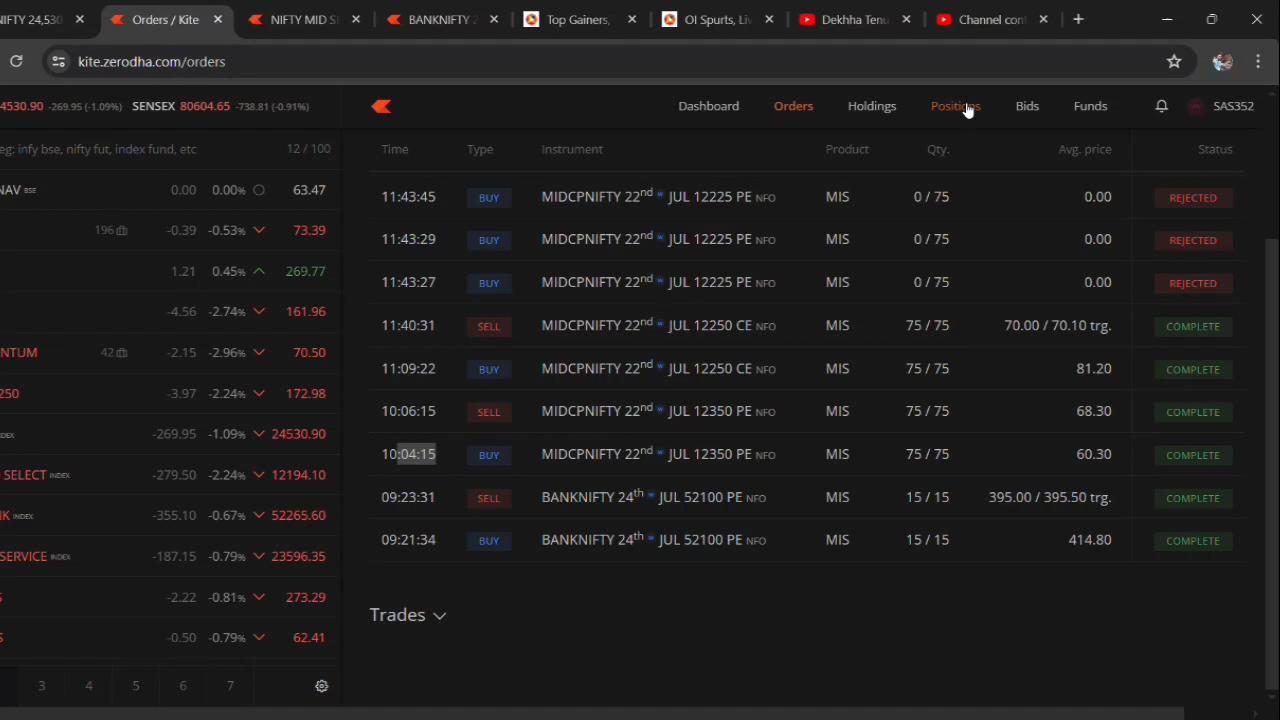 4,530
Orders / Kite
NIFTY MID S
BANKNIFTY 2
Top Gainers,
OI Spurts, Liv
Dekhha Tenu
Channel con
kite.zerodha.com/orders
4530.90 -269.95 (-1.09%) SENSEX 80604.65 -738.81 (-0.91%)
Dashboard Orders Holdings Positions Bids Funds SAS352
eg: infy bse, nifty fut, index fund, etc 12 / 100
Time Type Instrument Product Qty. Avg. price Status
NAV BSE 0.00 0.00% 63.47
196 -0.39 -0.53% 73.39
1.21 0.45% 269.77
-4.56 -2.74% 161.96
NTUM 42 -2.15 -2.96% 70.50
250 -3.97 -2.24% 172.98
NDEX -269.95 -1.09% 24530.90
SELECT INDEX -279.50 -2.24% 12194.10
K INDEX -355.10 -0.67% 52265.60
SERVICE INDEX -187.15 -0.79% 23596.35
S -2.22 -0.81% 273.29
S -0.50 -0.79% 62.41
3 4 5 6 7
11:43:45 BUY MIDCPNIFTY 22nd w JUL 12225 PE NFO MIS 0 / 75 0.00 REJECTED
11:43:29 BUY MIDCPNIFTY 22nd w JUL 12225 PE NFO MIS 0 / 75 0.00 REJECTED
11:43:27 BUY MIDCPNIFTY 22nd w JUL 12225 PE NFO MIS 0 / 75 0.00 REJECTED
11:40:31 SELL MIDCPNIFTY 22nd w JUL 12250 CE NFO MIS 75 / 75 70.00 / 70.10 trg. COMPLETE
11:09:22 BUY MIDCPNIFTY 22nd w JUL 12250 CE NFO MIS 75 / 75 81.20 COMPLETE
10:06:15 SELL MIDCPNIFTY 22nd w JUL 12350 PE NFO MIS 75 / 75 68.30 COMPLETE
10:04:15 BUY MIDCPNIFTY 22nd w JUL 12350 PE NFO MIS 75 / 75 60.30 COMPLETE
09:23:31 SELL BANKNIFTY 24th w JUL 52100 PE NFO MIS 15 / 15 395.00 / 395.50 trg. COMPLETE
09:21:34 BUY BANKNIFTY 24th w JUL 52100 PE NFO MIS 15 / 15 414.80 COMPLETE
Trades